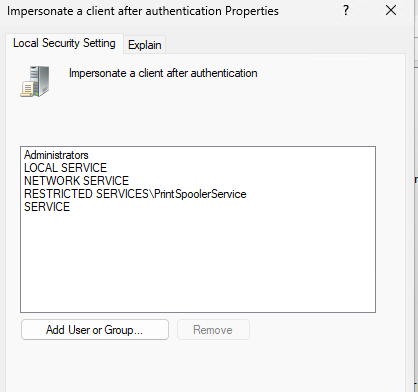 Impersonate a client after authentication Properties ? ✕
Local Security Setting Explain
Impersonate a client after authentication
Administrators
LOCAL SERVICE
NETWORK SERVICE
RESTRICTED SERVICES\PrintSpoolerService
SERVICE
Add User or Group... Remove